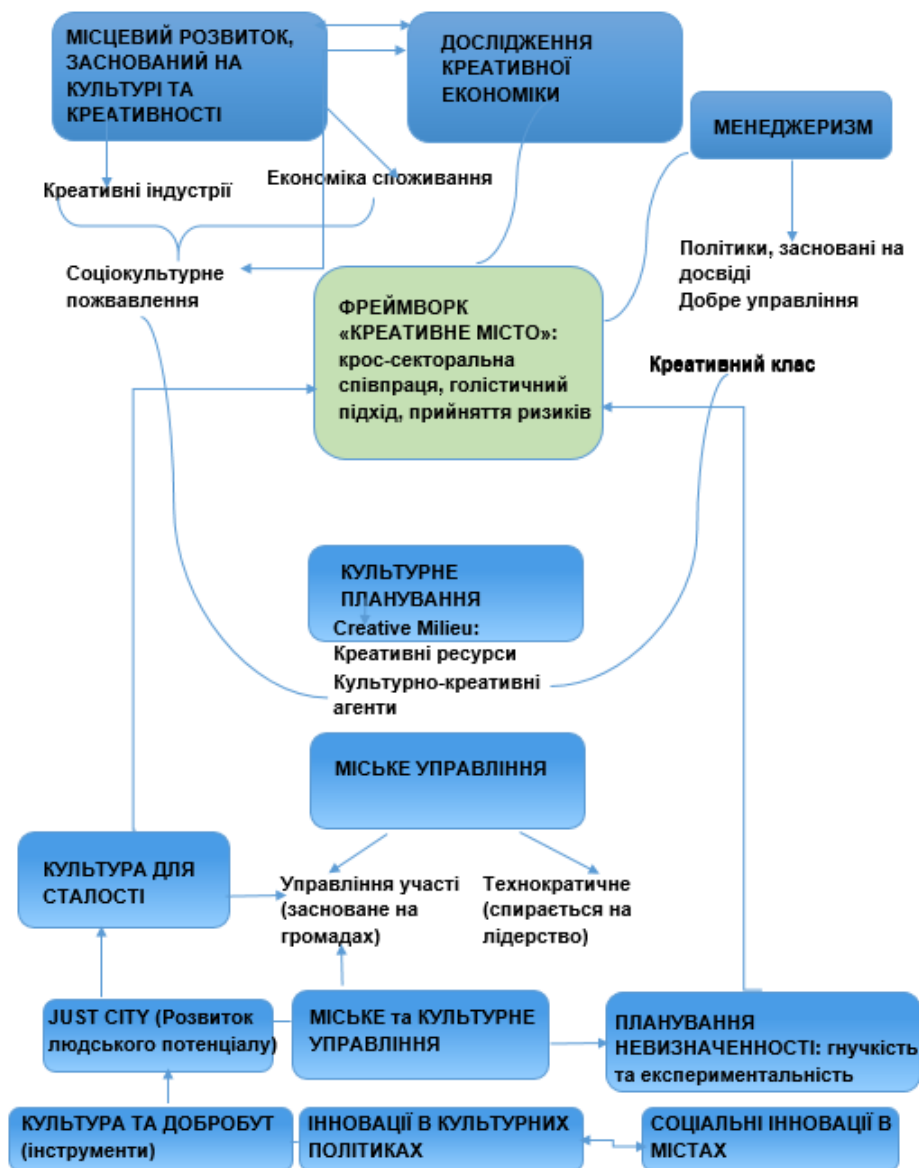 МІСЦЕВИЙ РОЗВИТОК,
ЗАСНОВАНИЙ НА
КУЛЬТУРІ ТА
КРЕАТИВНОСТІ
ДОСЛІДЖЕННЯ
КРЕАТИВНОЇ
ЕКОНОМІКИ
МЕНЕДЖЕРИЗМ
Креативні індустрії
Економіка споживання
Соціокультурне
пожвавлення
Політики, засновані на
досвіді
Добре управління
ФРЕЙМВОРК
«КРЕАТИВНЕ МІСТО»:
крос-секторальна
співпраця, голістичний
підхід, прийняття ризиків
Креативний клас
КУЛЬТУРНЕ
ПЛАНУВАННЯ
Creative Milieu:
Креативні ресурси
Культурно-креативні
агенти
МІСЬКЕ УПРАВЛІННЯ
КУЛЬТУРА ДЛЯ
СТАЛОСТІ
Управління участі
(засноване на
громадах)
Технократичне
(спирається на
лідерство)
JUST CITY (Розвиток
людського потенціалу)
МІСЬКЕ та КУЛЬТУРНЕ
УПРАВЛІННЯ
ПЛАНУВАННЯ
НЕВИЗНАЧЕННОСТІ: гнучкість
та експериментальність
КУЛЬТУРА ТА ДОБРОБУТ
(інструменти)
ІННОВАЦІЇ В КУЛЬТУРНИХ
ПОЛІТИКАХ
СОЦІАЛЬНІ ІННОВАЦІЇ В
МІСТАХ